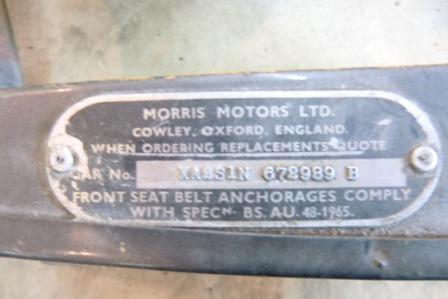 MORRIS MOTORS LTD.
COWLEY, OXFORD, ENGLAND.
WHEN ORDERING REPLACEMENTS QUOTE
CAR No. XA2S1N 672989 B
FRONT SEAT BELT ANCHORAGES COMPLY
WITH SPECN. BS. AU. 48-1965.